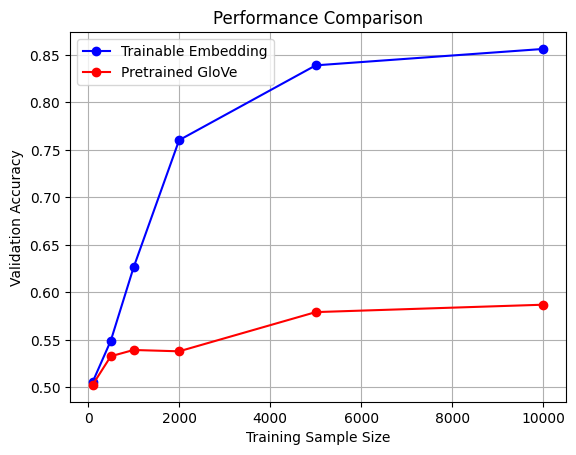 Performance Comparison
Trainable Embedding
Pretrained GloVe
Validation Accuracy
0.85
0.80
0.75
0.70
0.65
0.60
0.55
0.50
0 2000 4000 6000 8000 10000
Training Sample Size